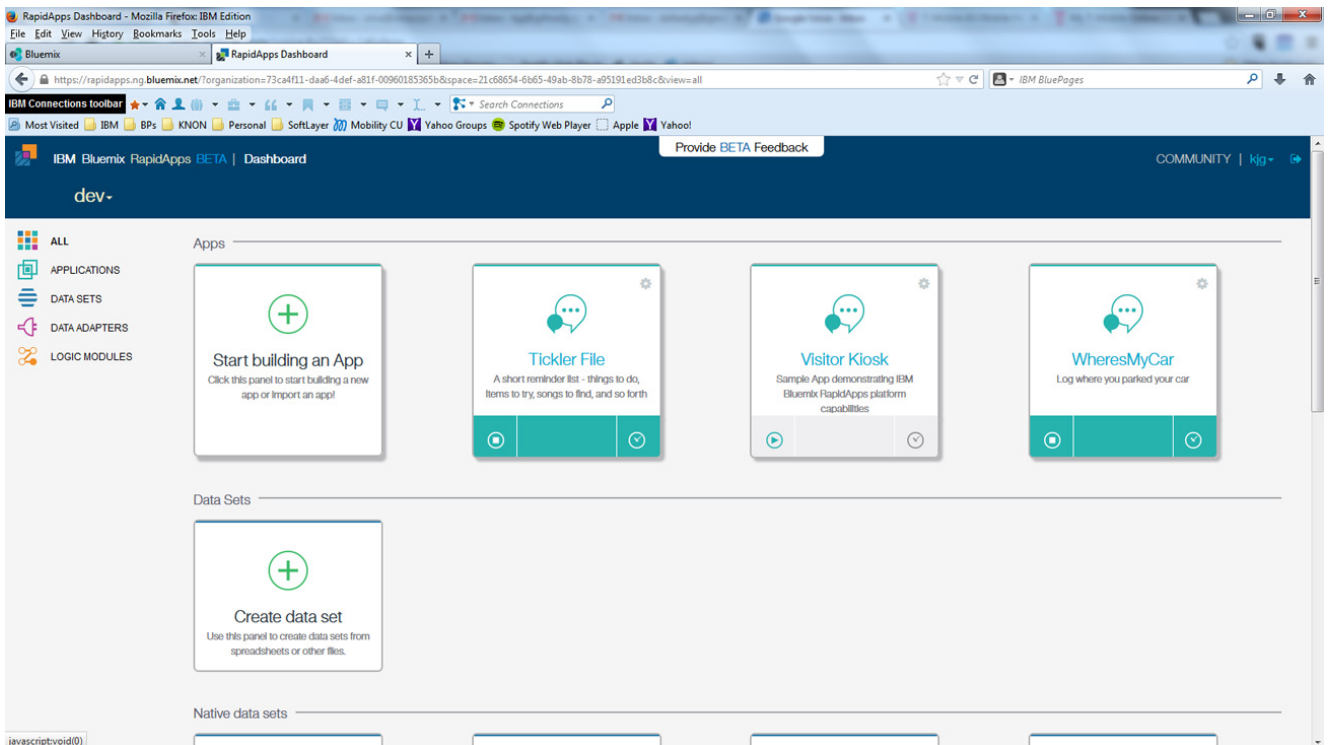 RapidApps Dashboard - Mozilla Firefox: IBM Edition
File Edit View History Bookmarks Tools Help
Bluemix × RapidApps Dashboard × +
https://rapidapps.ng.bluemix.net/?organization=73ca4f11-daa6-4def-a81f-00960185365b&space=21c68654-6b65-49ab-8b78-a95191ed3b8c&view=all IBM BluePages
IBM Connections toolbar Search Connections
Most Visited IBM BPs KNON Personal SoftLayer Mobility CU Yahoo Groups Spotify Web Player Apple Yahoo!
Provide BETA Feedback
IBM Bluemix RapidApps BETA | Dashboard COMMUNITY | kjg
dev
ALL
APPLICATIONS
DATA SETS
DATA ADAPTERS
LOGIC MODULES
Apps
Start building an App
Click this panel to start building a new
app or import an app!
Tickler File
A short reminder list - things to do,
items to try, songs to find, and so forth
Visitor Kiosk
Sample App demonstrating IBM
Bluemix RapidApps platform
capabilities
WheresMyCar
Log where you parked your car
Data Sets
Create data set
Use this panel to create data sets from
spreadsheets or other files.
Native data sets
javascript:void(0)